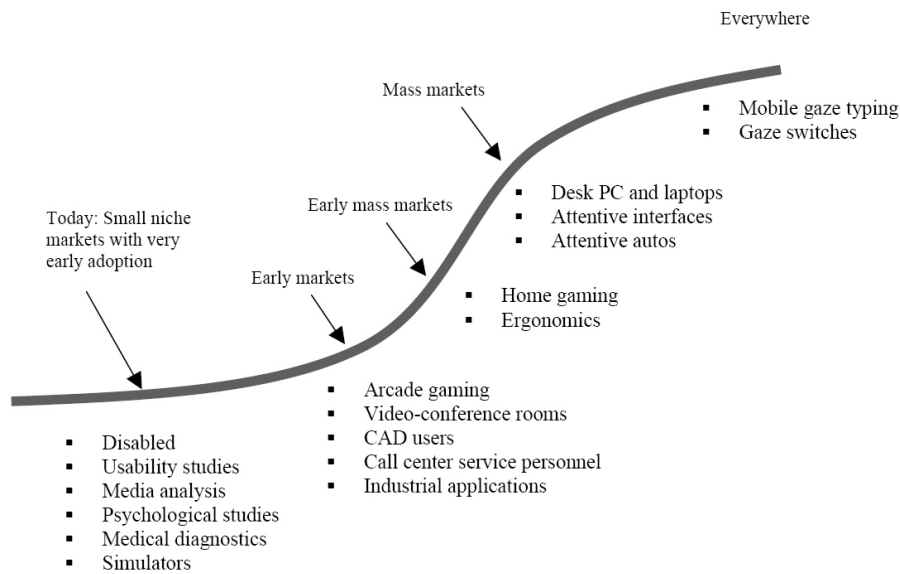 Everywhere
Mass markets
▪ Mobile gaze typing
▪ Gaze switches
Early mass markets
▪ Desk PC and laptops
▪ Attentive interfaces
▪ Attentive autos
Today: Small niche
markets with very
early adoption
Early markets
▪ Home gaming
▪ Ergonomics
▪ Arcade gaming
▪ Video-conference rooms
▪ CAD users
▪ Call center service personnel
▪ Industrial applications
▪ Disabled
▪ Usability studies
▪ Media analysis
▪ Psychological studies
▪ Medical diagnostics
▪ Simulators